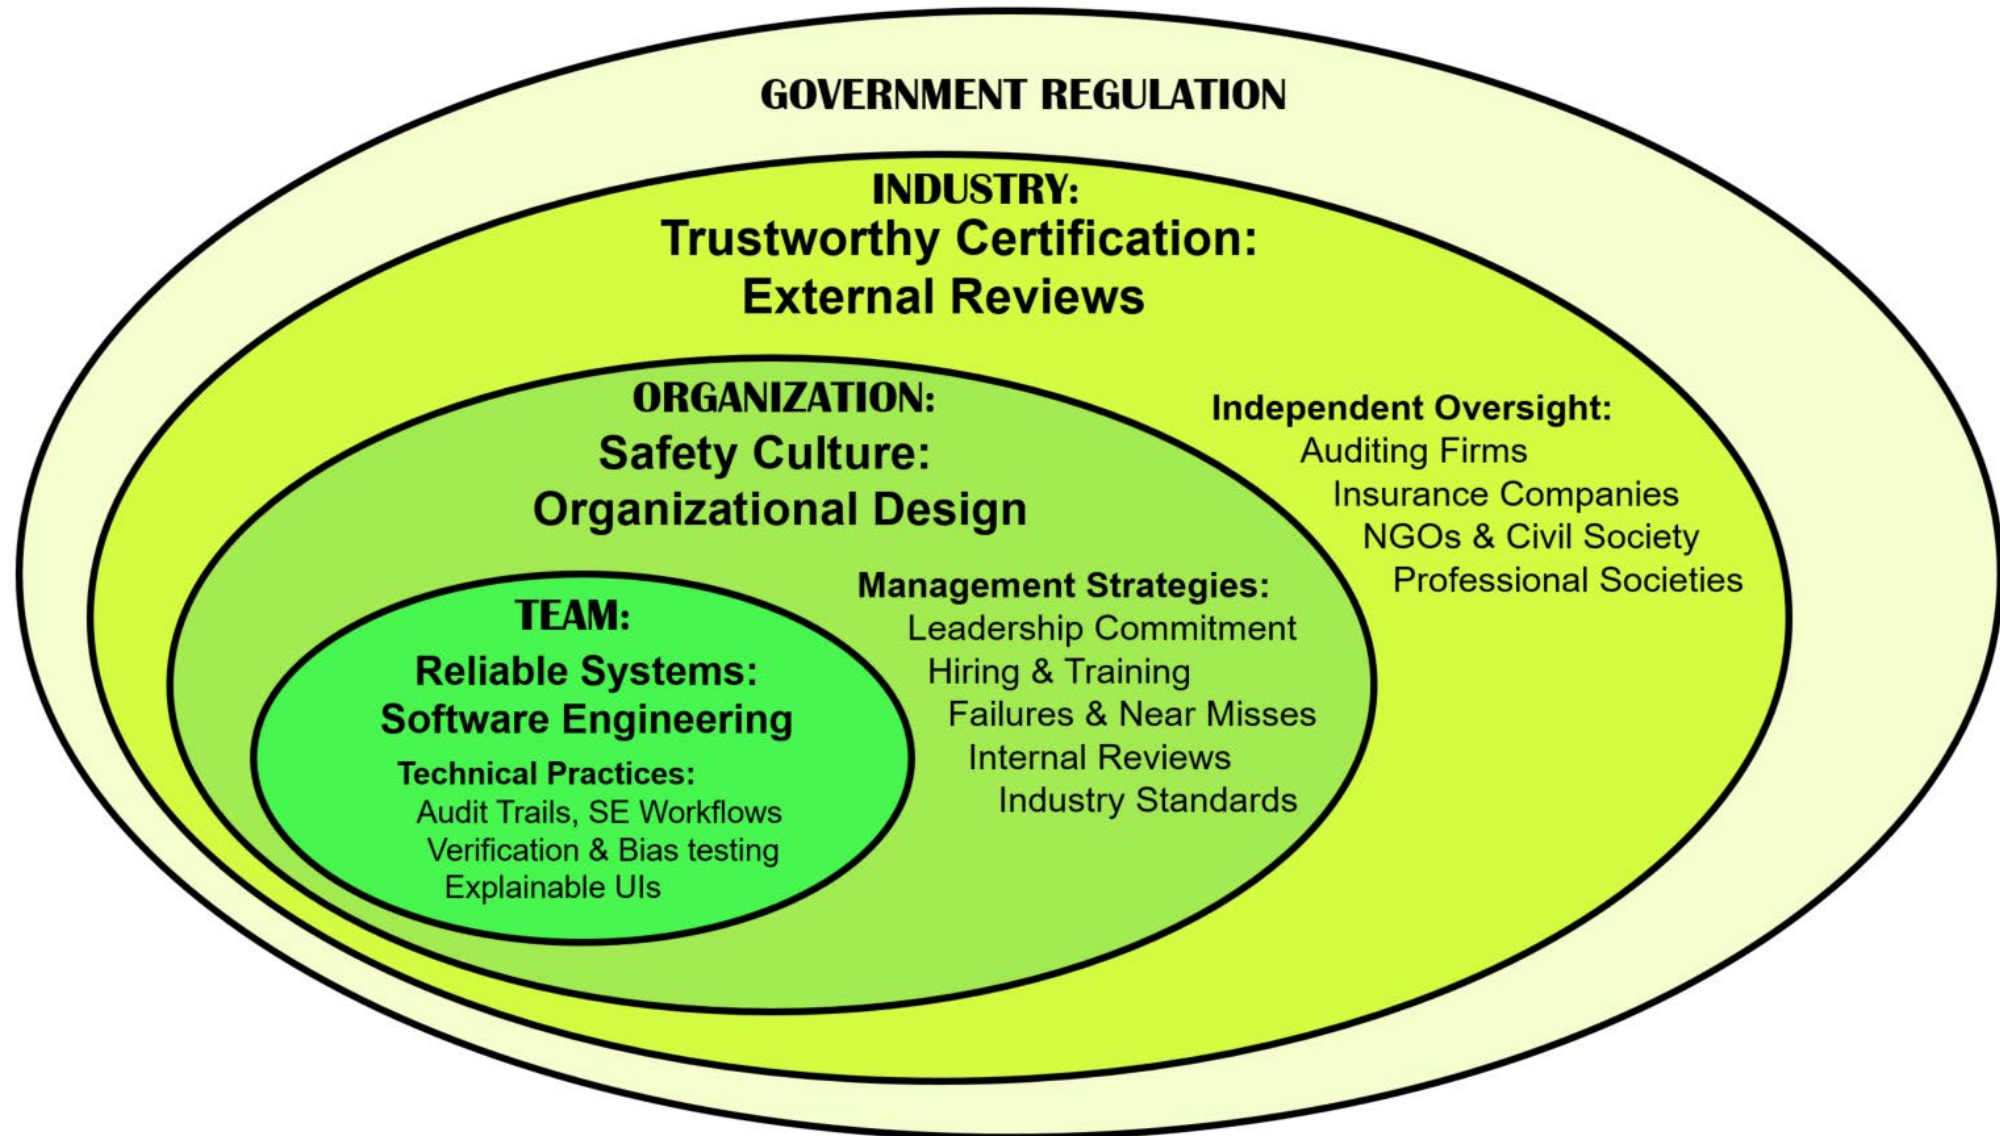 GOVERNMENT REGULATION
INDUSTRY:
Trustworthy Certification:
External Reviews
ORGANIZATION:
Safety Culture:
Organizational Design
Independent Oversight:
Auditing Firms
Insurance Companies
NGOs & Civil Society
Professional Societies
Management Strategies:
Leadership Commitment
Hiring & Training
Failures & Near Misses
Internal Reviews
Industry Standards
TEAM:
Reliable Systems:
Software Engineering
Technical Practices:
Audit Trails, SE Workflows
Verification & Bias testing
Explainable UIs